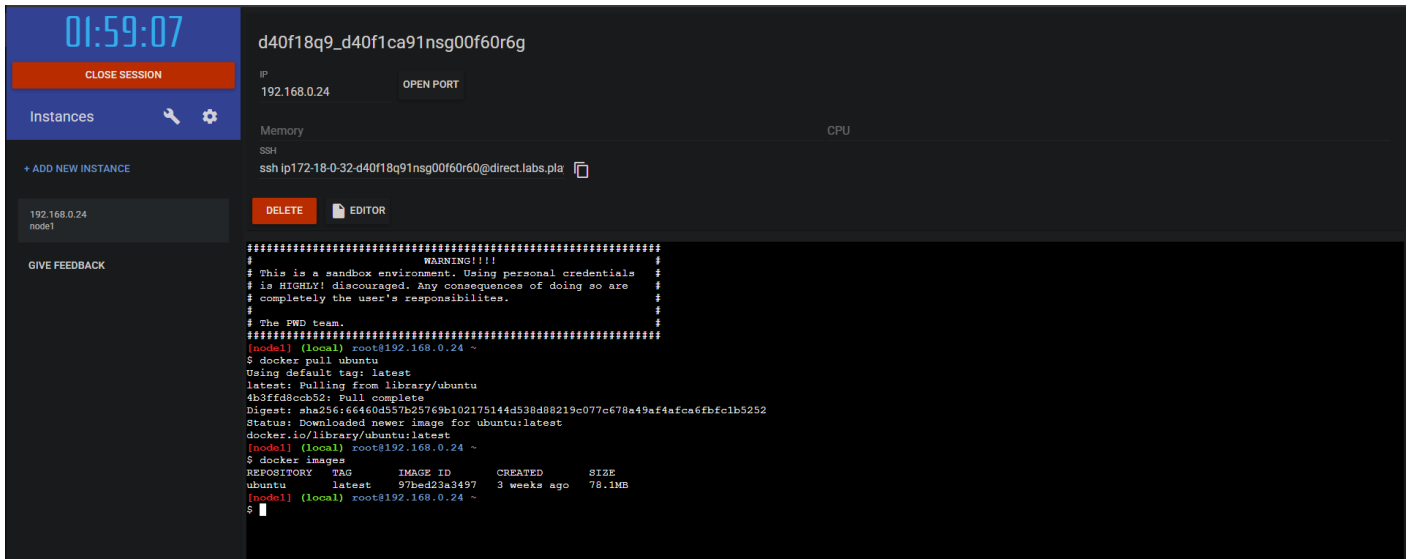 01:59:07
CLOSE SESSION
Instances
+ ADD NEW INSTANCE
192.168.0.24
node1
GIVE FEEDBACK
d40f18q9_d40f1ca91nsg00f60r6g
IP
192.168.0.24
OPEN PORT
Memory
CPU
SSH
ssh ip172-18-0-32-d40f18q91nsg00f60r60@direct.labs.pla
DELETE
EDITOR
###############################################################
# WARNING!!!! #
# This is a sandbox environment. Using personal credentials #
# is HIGHLY! discouraged. Any consequences of doing so are #
# completely the user's responsibilites. #
# #
# The PWD team. #
###############################################################
[node1] (local) root@192.168.0.24 ~
$ docker pull ubuntu
Using default tag: latest
latest: Pulling from library/ubuntu
4b3ffd8ccb52: Pull complete
Digest: sha256:66460d557b25769b102175144d538d88219c077c678a49af4afca6fbfc1b5252
Status: Downloaded newer image for ubuntu:latest
docker.io/library/ubuntu:latest
[node1] (local) root@192.168.0.24 ~
$ docker images
REPOSITORY TAG IMAGE ID CREATED SIZE
ubuntu latest 97bed23a3497 3 weeks ago 78.1MB
[node1] (local) root@192.168.0.24 ~
$